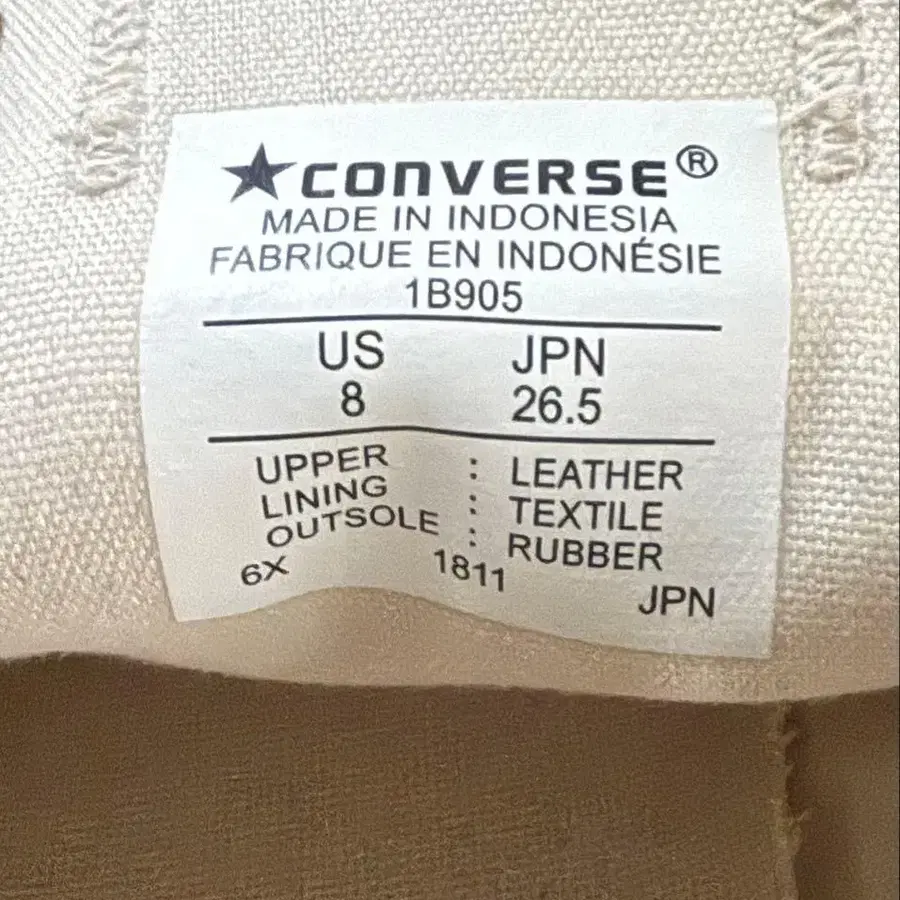 ★CONVERSE®
MADE IN INDONESIA
FABRIQUE EN INDONÉSIE
1B905
US JPN
8 26.5
UPPER : LEATHER
LINING : TEXTILE
OUTSOLE : RUBBER
6X 1811 JPN